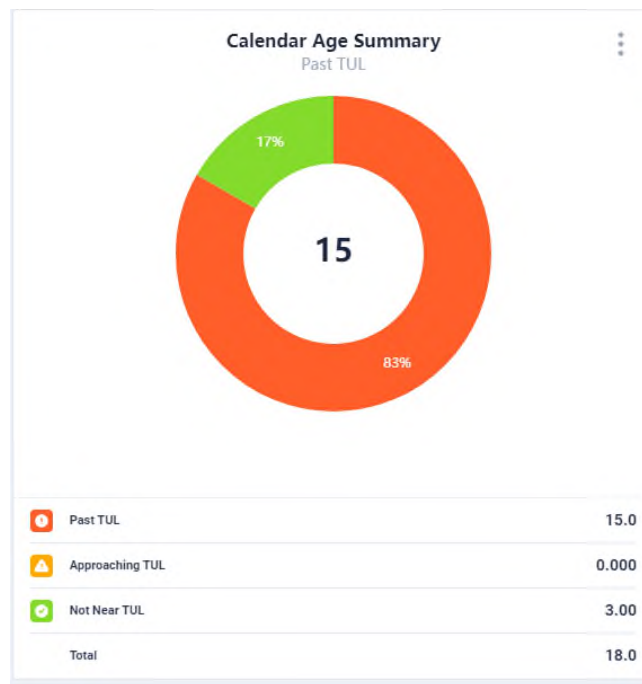 Calendar Age Summary
Past TUL
17%
15
83%
Past TUL 15.0
Approaching TUL 0.000
Not Near TUL 3.00
Total 18.0